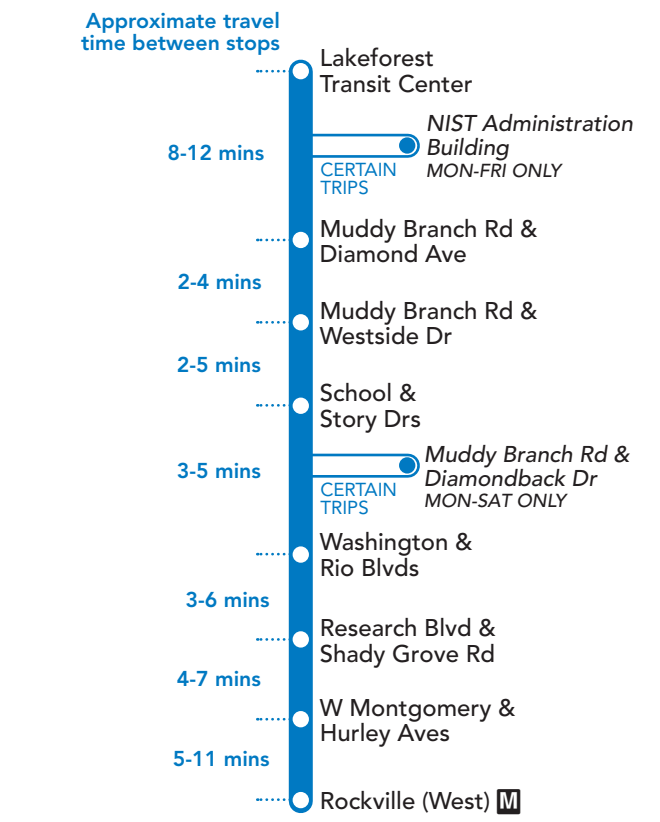 Approximate travel
time between stops
Lakeforest
Transit Center
NIST Administration
Building
MON-FRI ONLY
8-12 mins
CERTAIN
TRIPS
Muddy Branch Rd &
Diamond Ave
2-4 mins
Muddy Branch Rd &
Westside Dr
2-5 mins
School &
Story Drs
Muddy Branch Rd &
Diamondback Dr
MON-SAT ONLY
3-5 mins
CERTAIN
TRIPS
Washington &
Rio Blvds
3-6 mins
Research Blvd &
Shady Grove Rd
4-7 mins
W Montgomery &
Hurley Aves
5-11 mins
Rockville (West) M